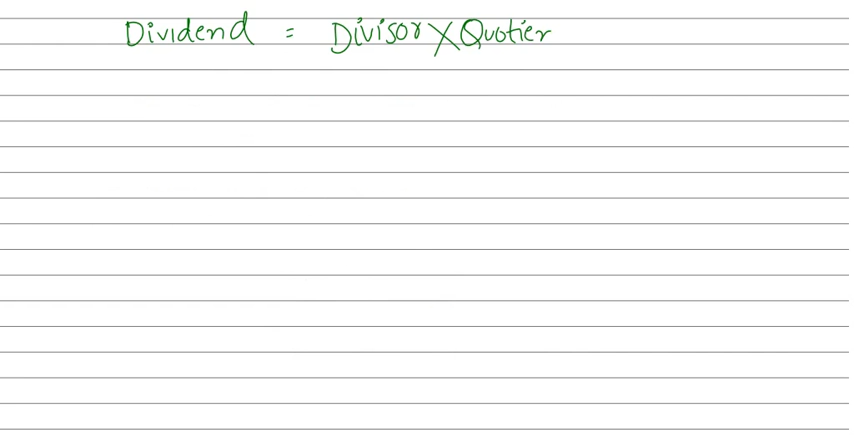 Dividend = Divisor X Quotier